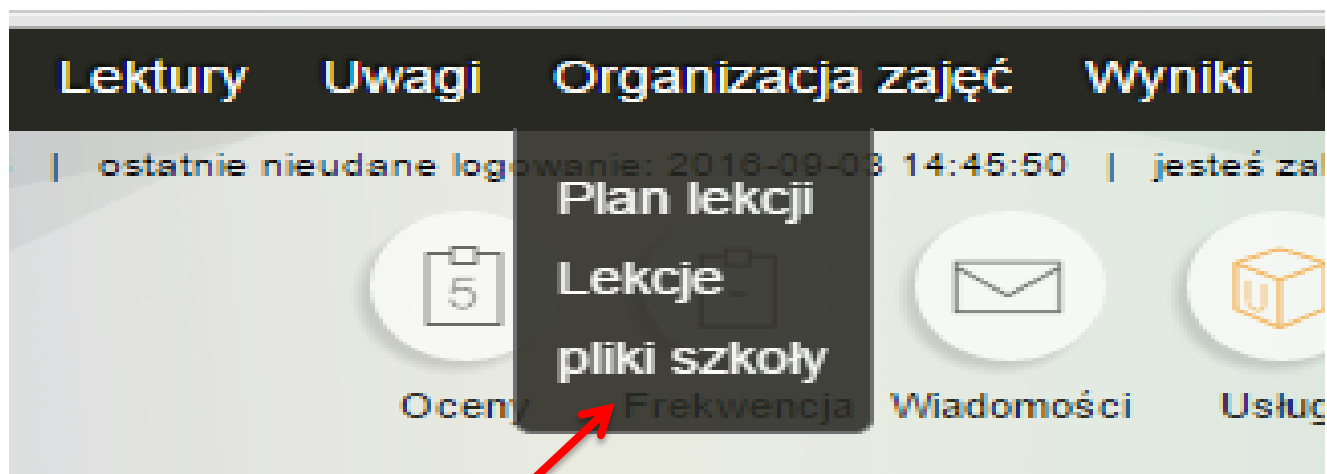 Lektury Uwagi Organizacja zajęć Wyniki
| ostatnie nieudane logowanie: 2016-09-03 14:45:50 | jesteś zal
Plan lekcji
Lekcje
pliki szkoły
5
U
Oceny Frekwencja Wiadomości Usług